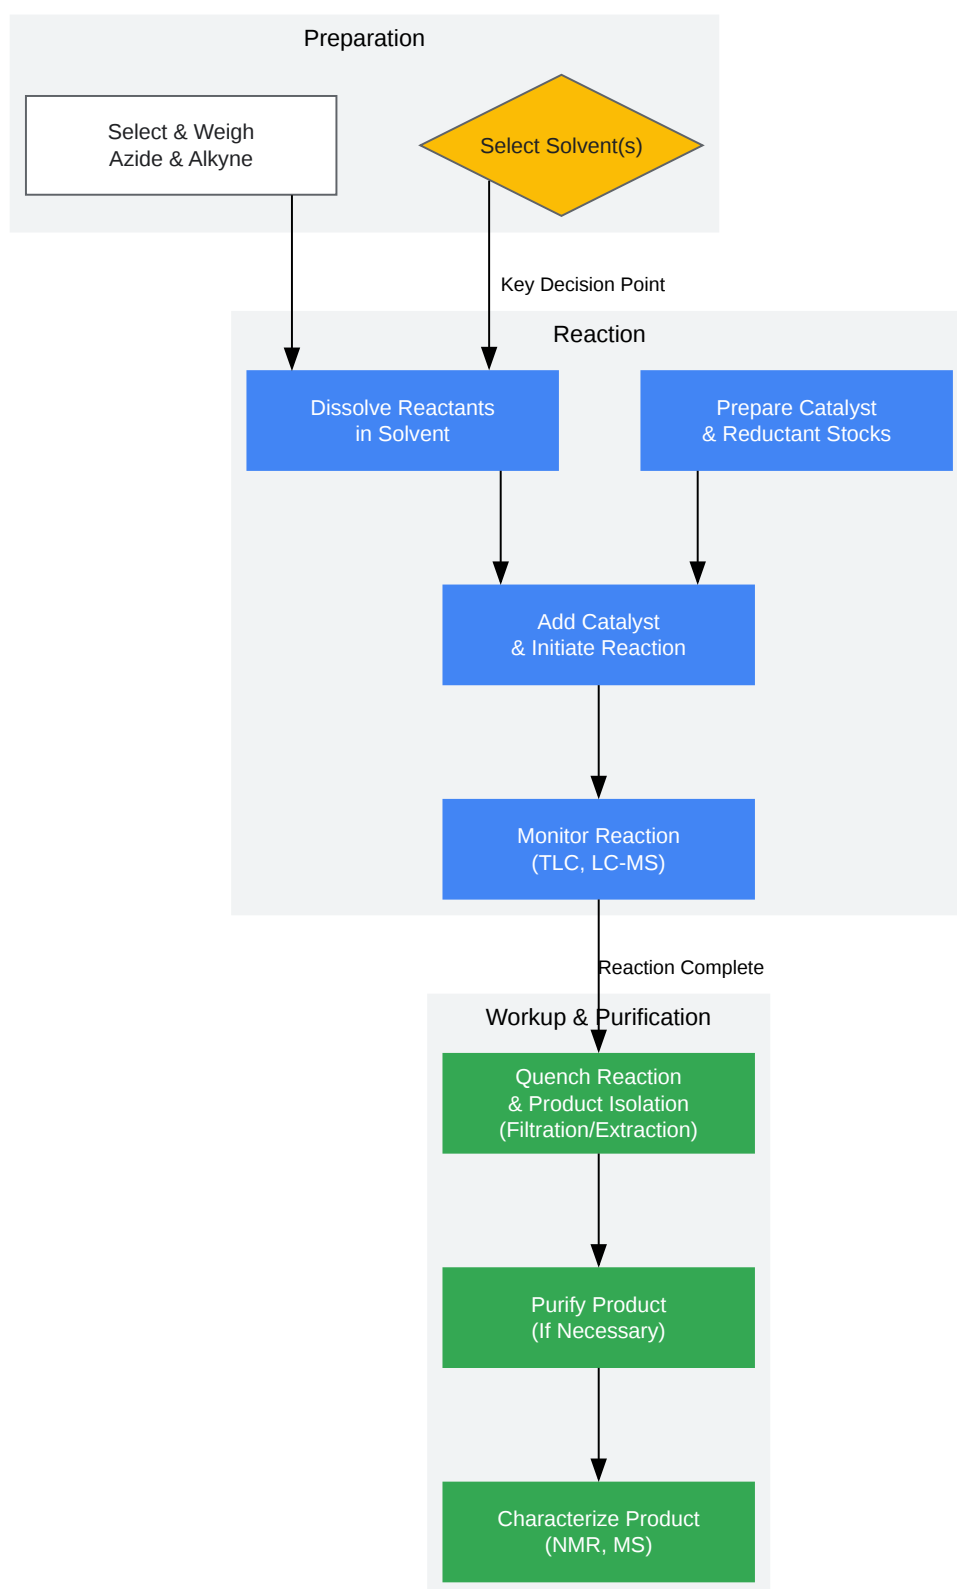 Preparation
Select & Weigh
Azide & Alkyne
Select Solvent(s)
Key Decision Point
Reaction
Dissolve Reactants
in Solvent
Prepare Catalyst
& Reductant Stocks
Add Catalyst
& Initiate Reaction
Monitor Reaction
(TLC, LC-MS)
Reaction Complete
Workup & Purification
Quench Reaction
& Product Isolation
(Filtration/Extraction)
Purify Product
(If Necessary)
Characterize Product
(NMR, MS)